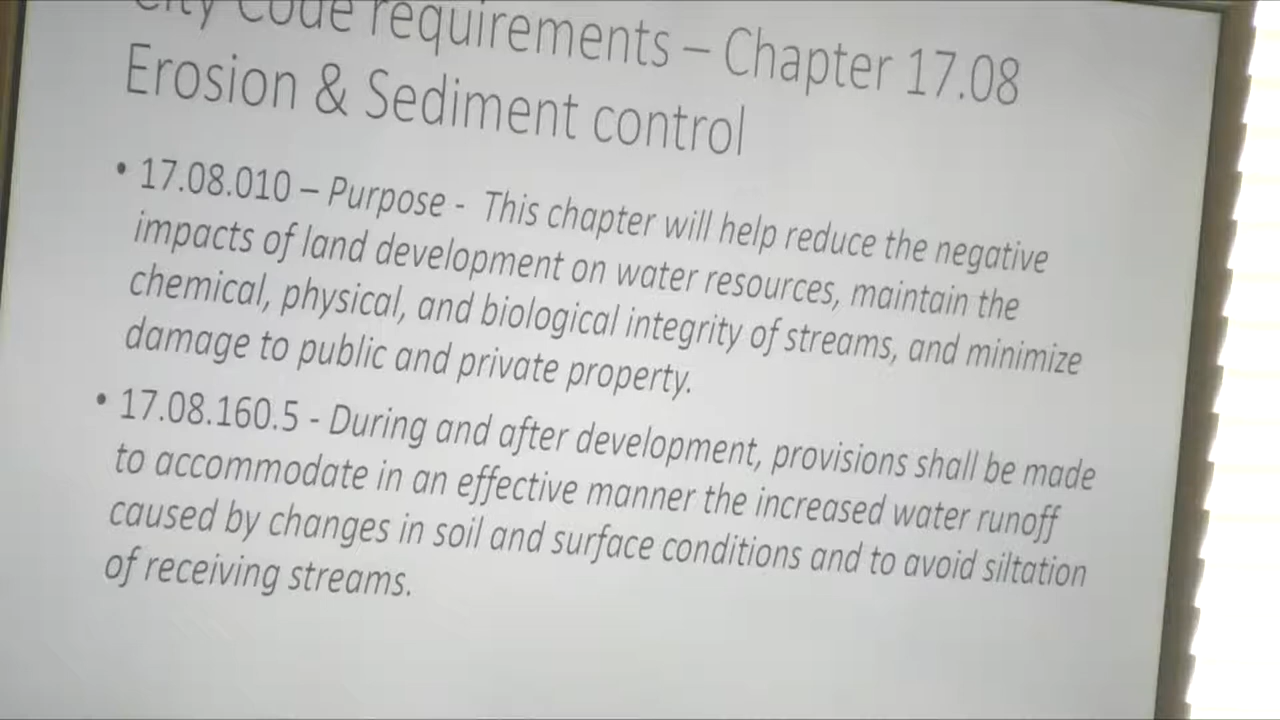 City Code requirements – Chapter 17.08
Erosion & Sediment control
• 17.08.010 – Purpose - This chapter will help reduce the negative
impacts of land development on water resources, maintain the
chemical, physical, and biological integrity of streams, and minimize
damage to public and private property.
• 17.08.160.5 - During and after development, provisions shall be made
to accommodate in an effective manner the increased water runoff
caused by changes in soil and surface conditions and to avoid siltation
of receiving streams.